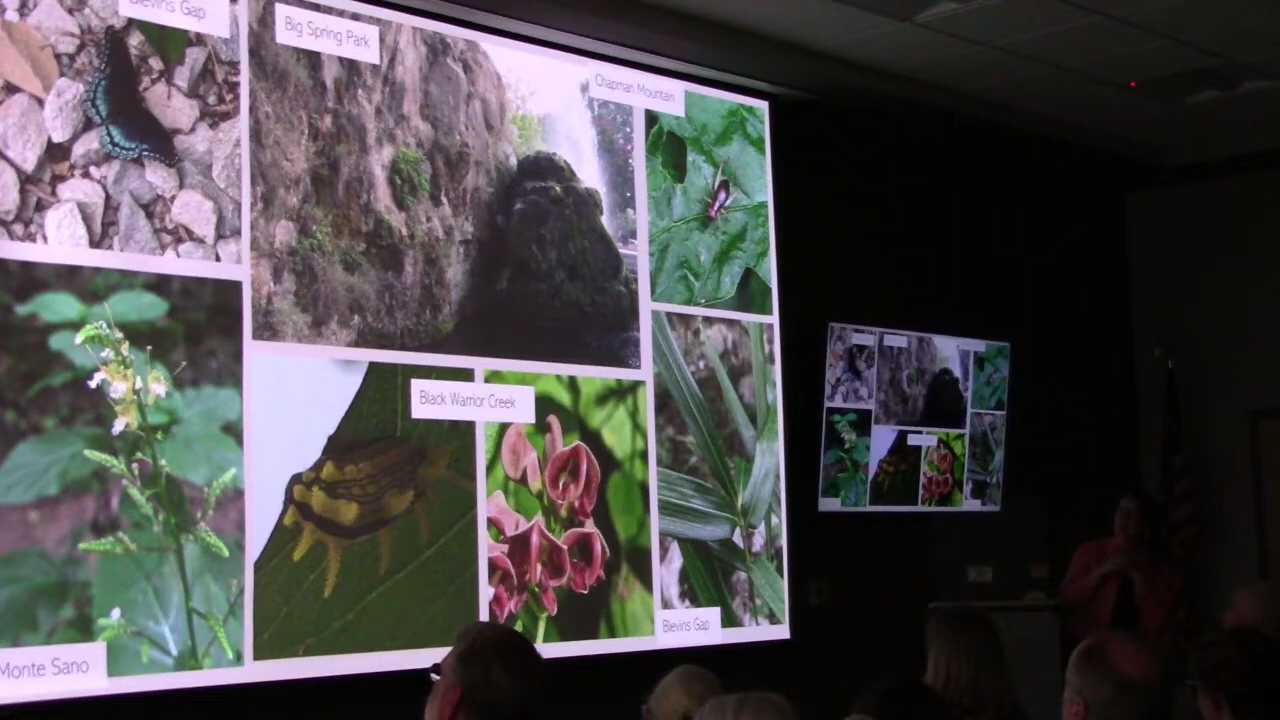 Blevins Gap
Big Spring Park
Chapman Mountain
Black Warrior Creek
Blevins Gap
Monte Sano